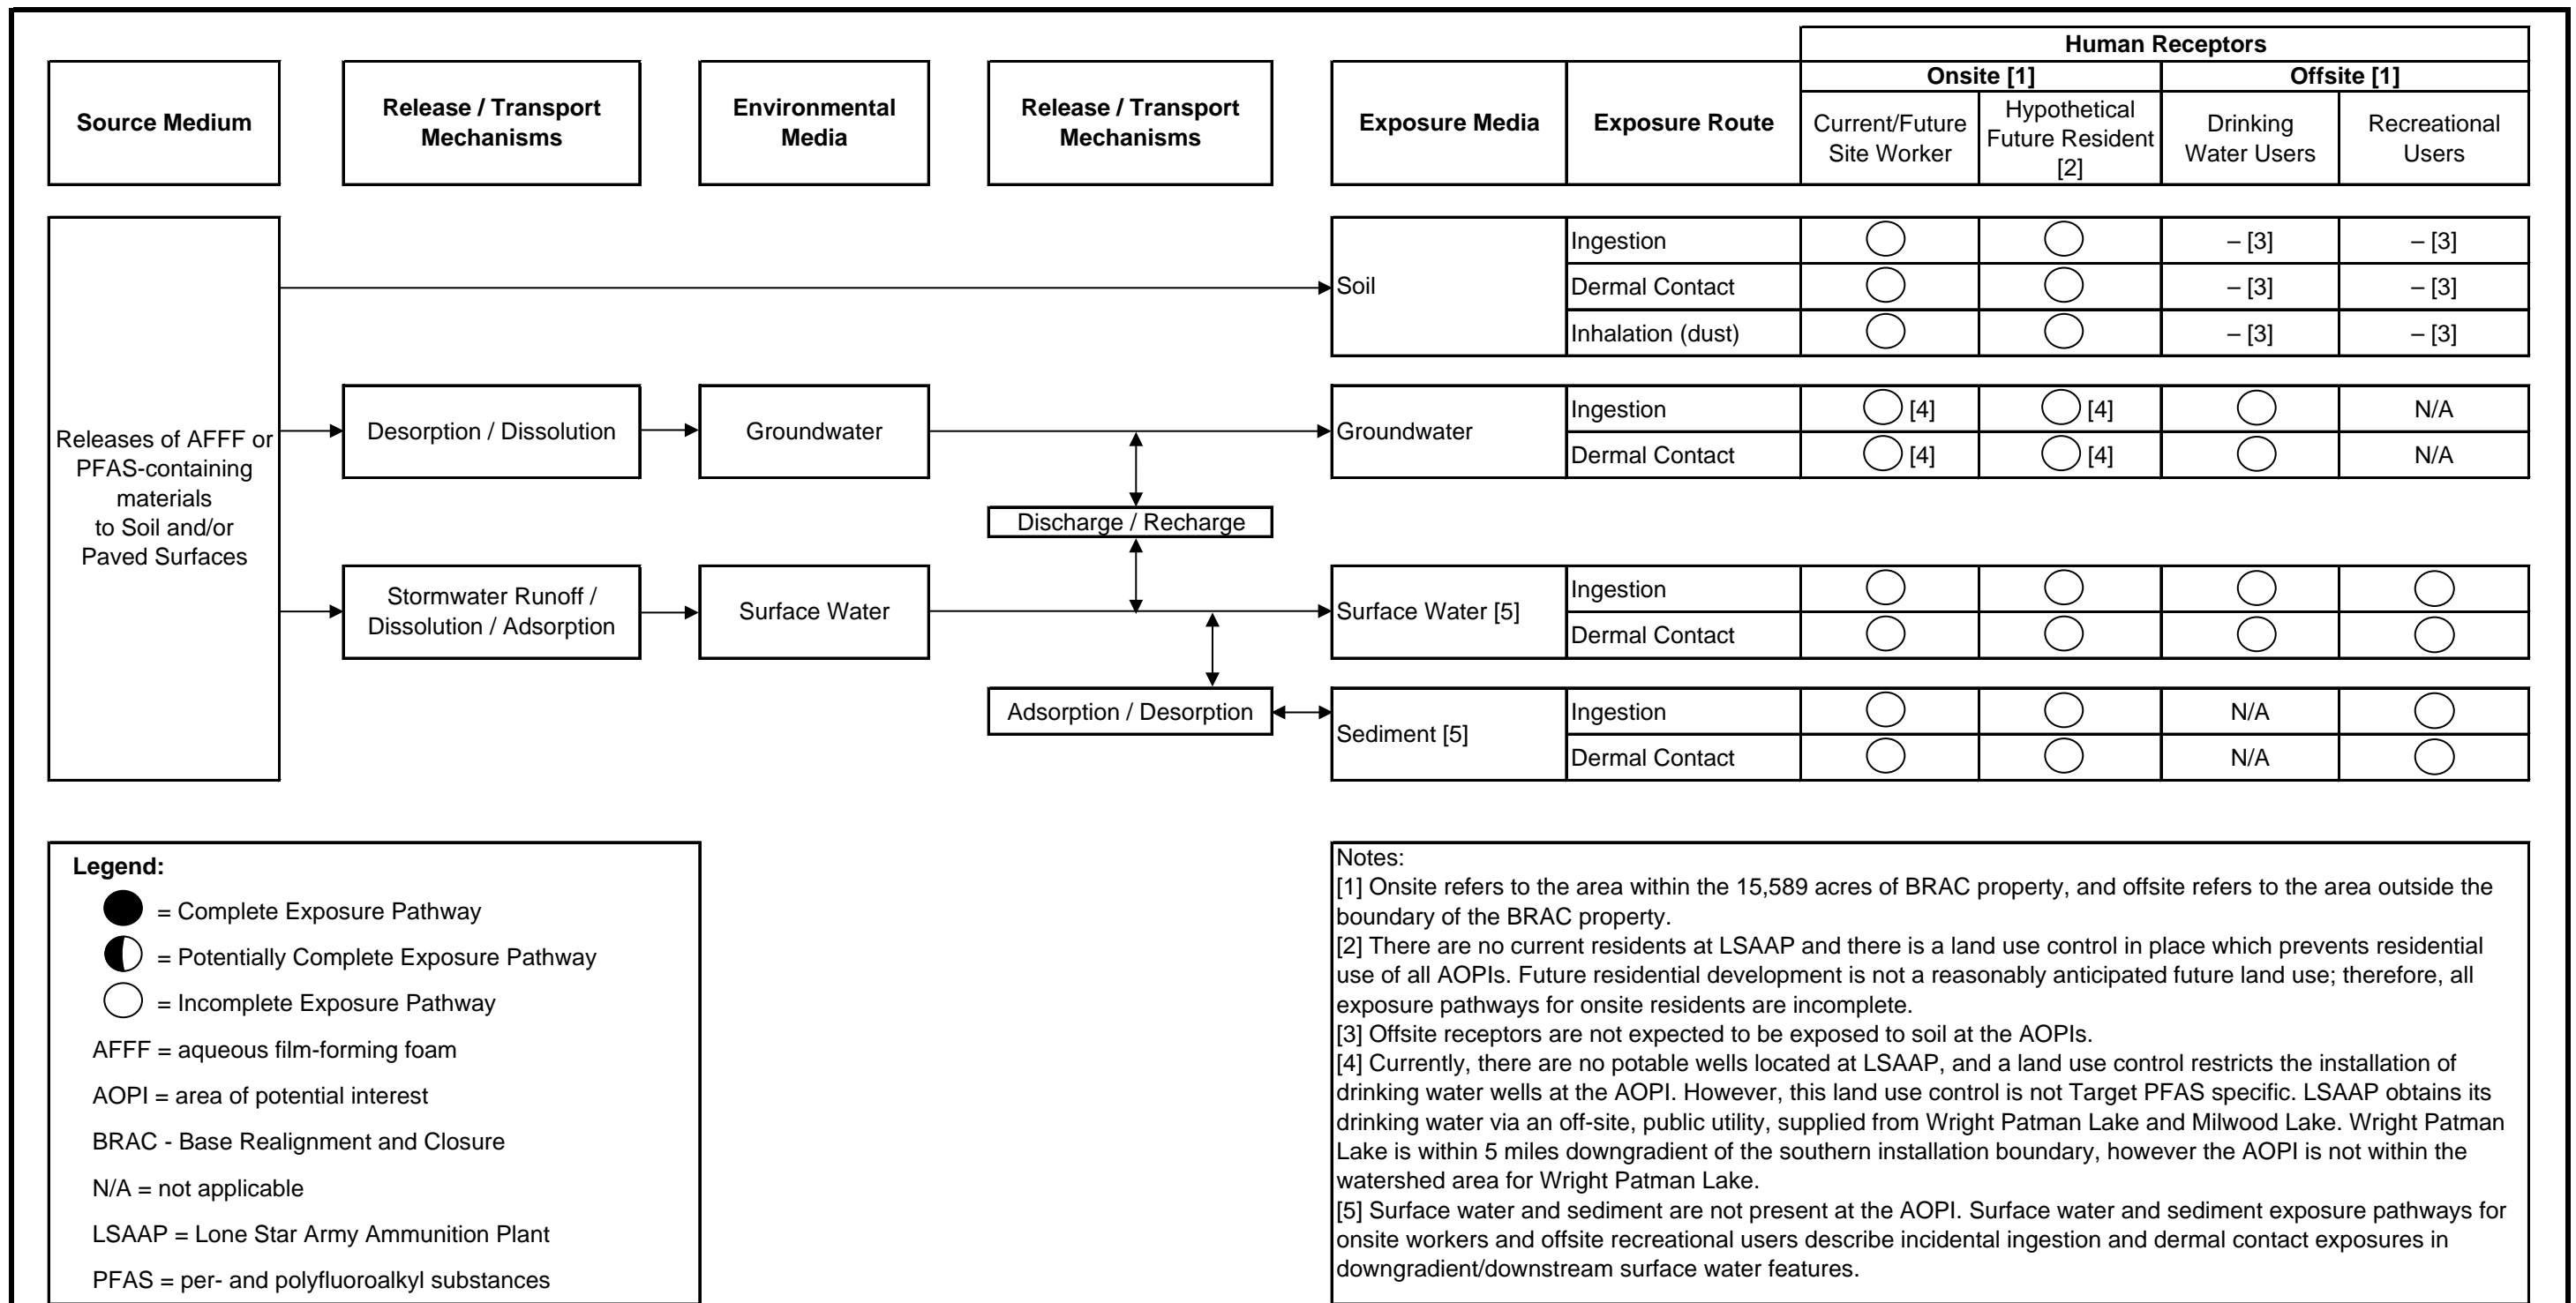 Human Receptors
Onsite [1]
Offsite [1]
Source Medium
Release / Transport
Mechanisms
Environmental
Media
Release / Transport
Mechanisms
Exposure Media
Exposure Route
Current/Future
Site Worker
Hypothetical
Future Resident
[2]
Drinking
Water Users
Recreational
Users
Releases of AFFF or
PFAS-containing
materials
to Soil and/or
Paved Surfaces
Soil
Ingestion
– [3]
– [3]
Dermal Contact
– [3]
– [3]
Inhalation (dust)
– [3]
– [3]
Desorption / Dissolution
Groundwater
Groundwater
Ingestion
[4]
[4]
N/A
Dermal Contact
[4]
[4]
N/A
Discharge / Recharge
Stormwater Runoff /
Dissolution / Adsorption
Surface Water
Surface Water [5]
Ingestion
Dermal Contact
Adsorption / Desorption
Sediment [5]
Ingestion
N/A
Dermal Contact
N/A
Legend:
= Complete Exposure Pathway
= Potentially Complete Exposure Pathway
= Incomplete Exposure Pathway
AFFF = aqueous film-forming foam
AOPI = area of potential interest
BRAC - Base Realignment and Closure
N/A = not applicable
LSAAP = Lone Star Army Ammunition Plant
PFAS = per- and polyfluoroalkyl substances
Notes:
[1] Onsite refers to the area within the 15,589 acres of BRAC property, and offsite refers to the area outside the
boundary of the BRAC property.
[2] There are no current residents at LSAAP and there is a land use control in place which prevents residential
use of all AOPIs. Future residential development is not a reasonably anticipated future land use; therefore, all
exposure pathways for onsite residents are incomplete.
[3] Offsite receptors are not expected to be exposed to soil at the AOPIs.
[4] Currently, there are no potable wells located at LSAAP, and a land use control restricts the installation of
drinking water wells at the AOPI. However, this land use control is not Target PFAS specific. LSAAP obtains its
drinking water via an off-site, public utility, supplied from Wright Patman Lake and Milwood Lake. Wright Patman
Lake is within 5 miles downgradient of the southern installation boundary, however the AOPI is not within the
watershed area for Wright Patman Lake.
[5] Surface water and sediment are not present at the AOPI. Surface water and sediment exposure pathways for
onsite workers and offsite recreational users describe incidental ingestion and dermal contact exposures in
downgradient/downstream surface water features.